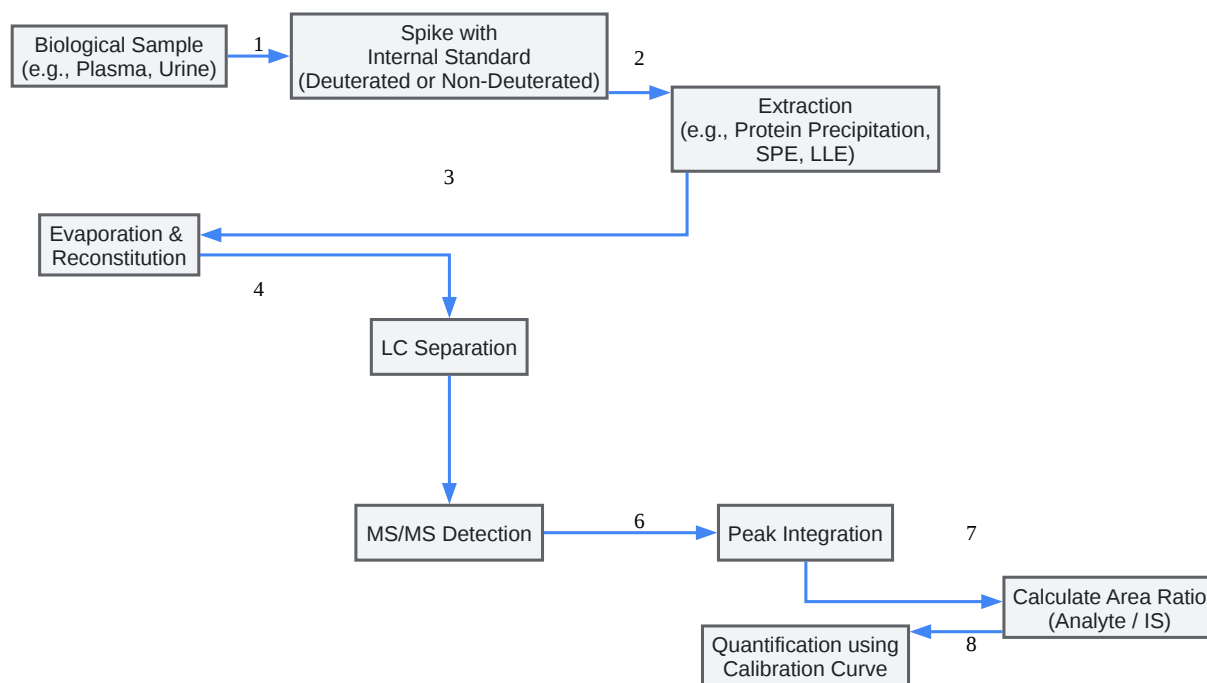 Biological Sample
(e.g., Plasma, Urine)
1
Spike with
Internal Standard
(Deuterated or Non-Deuterated)
2
Extraction
(e.g., Protein Precipitation,
SPE, LLE)
3
Evaporation &
Reconstitution
4
LC Separation
MS/MS Detection
6
Peak Integration
7
Calculate Area Ratio
(Analyte / IS)
8
Quantification using
Calibration Curve